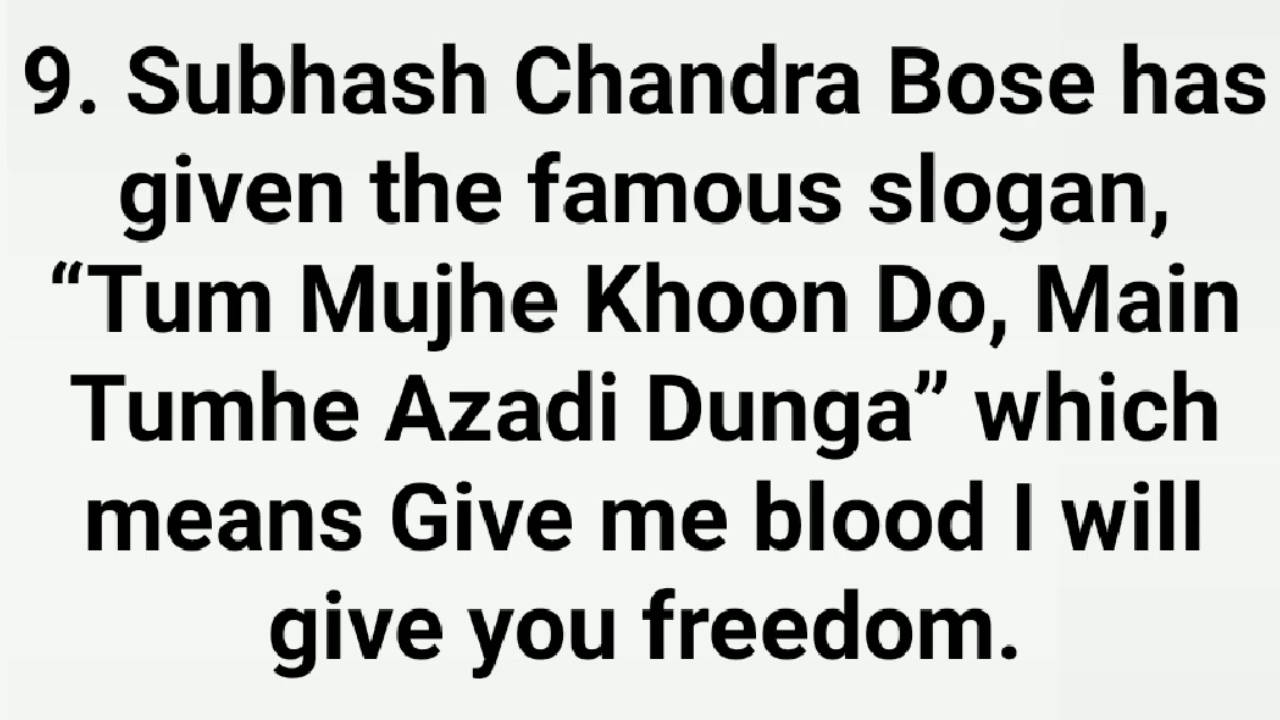 9. Subhash Chandra Bose has
given the famous slogan,
“Tum Mujhe Khoon Do, Main
Tumhe Azadi Dunga” which
means Give me blood I will
give you freedom.